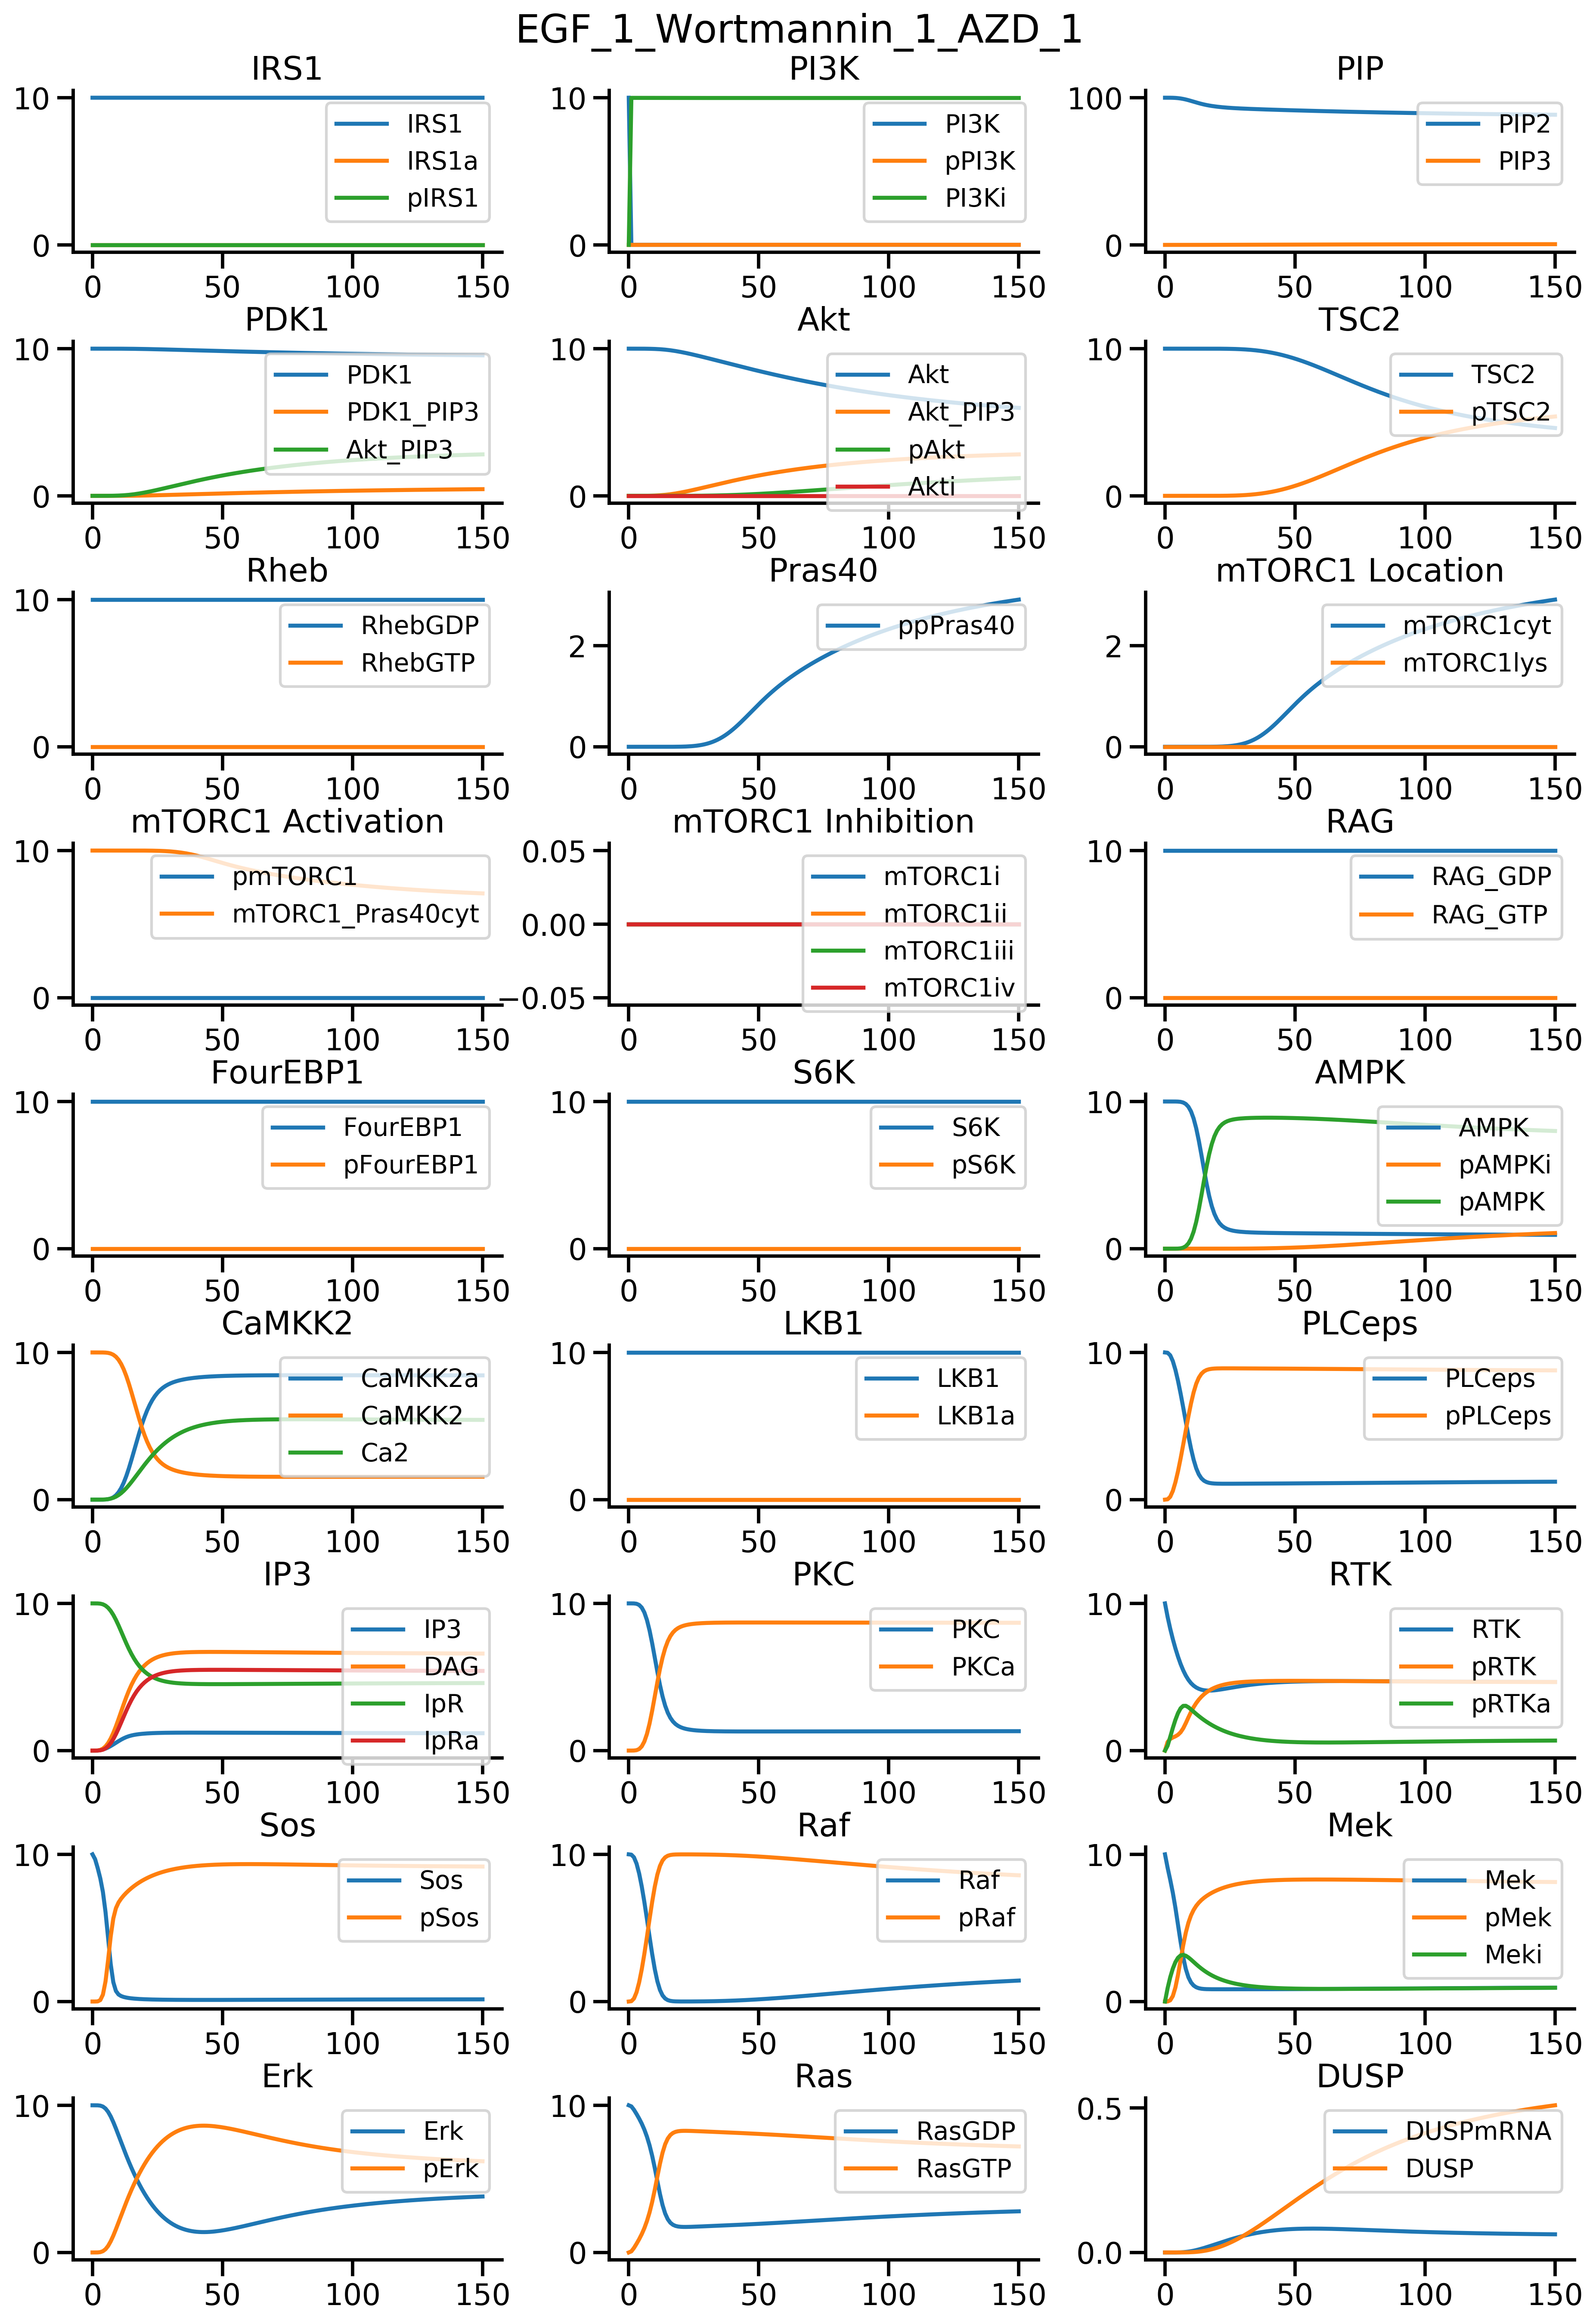 EGF_1_Wortmannin_1_AZD_1
IRS1
10
0
0 50 100 150
IRS1
IRS1a
pIRS1
PI3K
10
0
0 50 100 150
PI3K
pPI3K
PI3Ki
PIP
100
0
0 50 100 150
PIP2
PIP3
PDK1
10
0
0 50 100 150
PDK1
PDK1_PIP3
Akt_PIP3
Akt
10
0
0 50 100 150
Akt
Akt_PIP3
pAkt
Akti
TSC2
10
0
0 50 100 150
TSC2
pTSC2
Rheb
10
0
0 50 100 150
RhebGDP
RhebGTP
Pras40
2
0
0 50 100 150
ppPras40
mTORC1 Location
2
0
0 50 100 150
mTORC1cyt
mTORC1lys
mTORC1 Activation
10
0
0 50 100 150
pmTORC1
mTORC1_Pras40cyt
mTORC1 Inhibition
0.05
0.00
−0.05
0 50 100 150
mTORC1i
mTORC1ii
mTORC1iii
mTORC1iv
RAG
10
0
0 50 100 150
RAG_GDP
RAG_GTP
FourEBP1
10
0
0 50 100 150
FourEBP1
pFourEBP1
S6K
10
0
0 50 100 150
S6K
pS6K
AMPK
10
0
0 50 100 150
AMPK
pAMPKi
pAMPK
CaMKK2
10
0
0 50 100 150
CaMKK2a
CaMKK2
Ca2
LKB1
10
0
0 50 100 150
LKB1
LKB1a
PLCeps
10
0
0 50 100 150
PLCeps
pPLCeps
IP3
10
0
0 50 100 150
IP3
DAG
IpR
IpRa
PKC
10
0
0 50 100 150
PKC
PKCa
RTK
10
0
0 50 100 150
RTK
pRTK
pRTKa
Sos
10
0
0 50 100 150
Sos
pSos
Raf
10
0
0 50 100 150
Raf
pRaf
Mek
10
0
0 50 100 150
Mek
pMek
Meki
Erk
10
0
0 50 100 150
Erk
pErk
Ras
10
0
0 50 100 150
RasGDP
RasGTP
DUSP
0.5
0.0
0 50 100 150
DUSPmRNA
DUSP